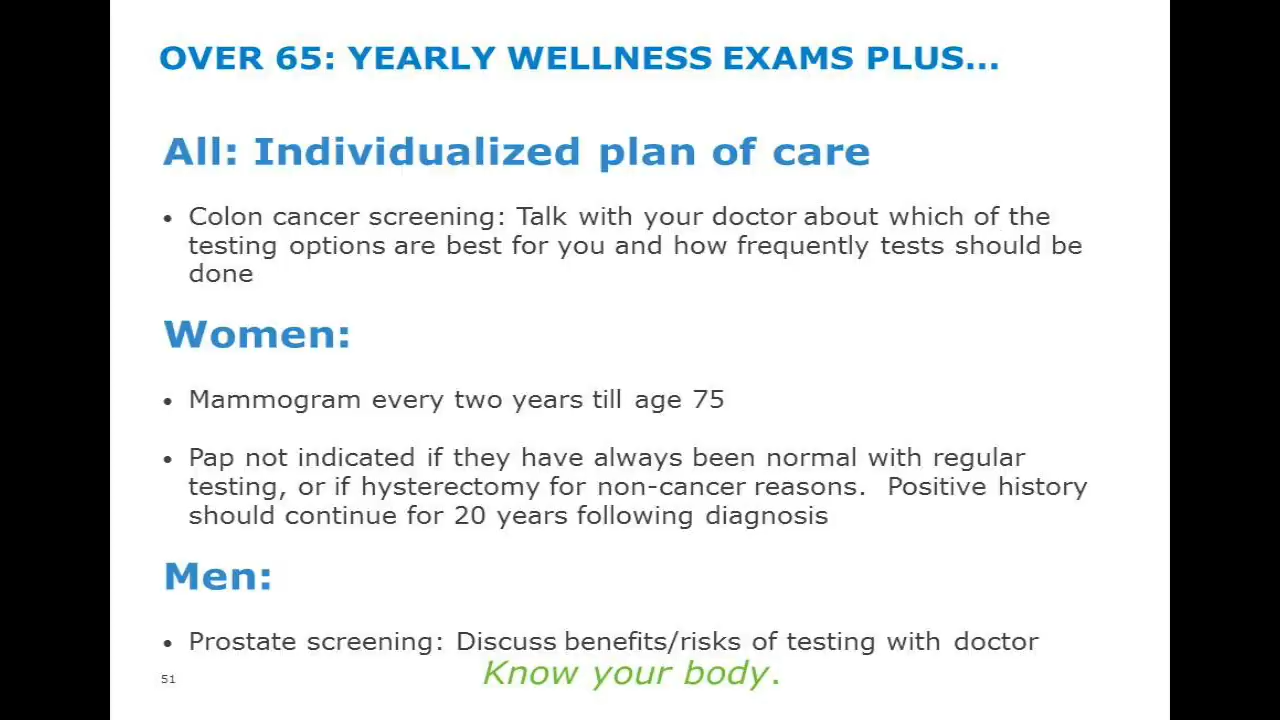 OVER 65: YEARLY WELLNESS EXAMS PLUS...
All: Individualized plan of care
• Colon cancer screening: Talk with your doctor about which of the
testing options are best for you and how frequently tests should be
done
Women:
• Mammogram every two years till age 75
• Pap not indicated if they have always been normal with regular
testing, or if hysterectomy for non-cancer reasons.  Positive history
should continue for 20 years following diagnosis
Men:
• Prostate screening: Discuss benefits/risks of testing with doctor
Know your body.
51